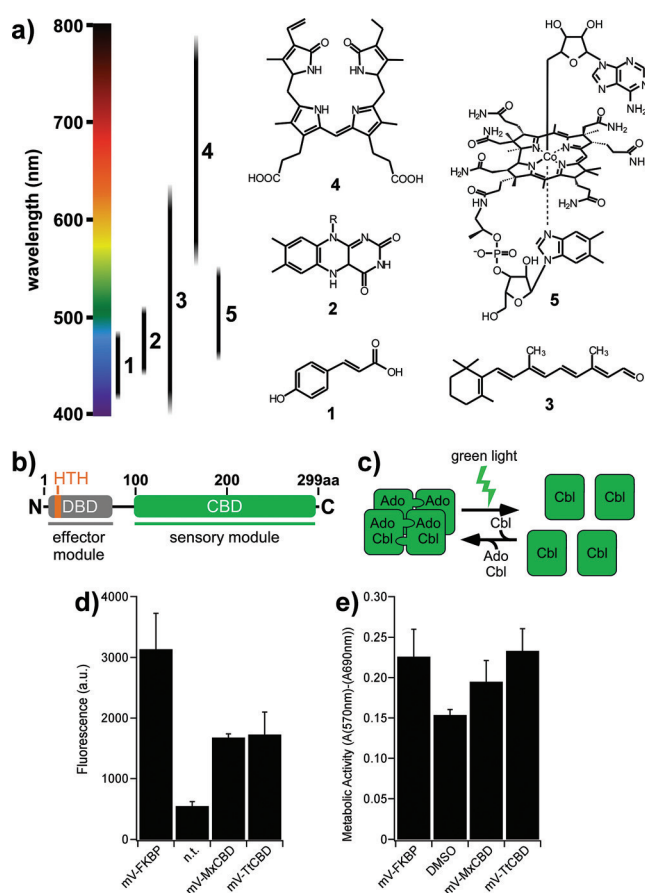 a)
800
700
600
500
400
wavelength (nm)
1
2
3
4
5
O
NH
O
HN
NH
N
HOOC
COOH
4
R
N
N
O
NH
N
H
O
2
O
OH
HO
1
HO
OH
O
N
N
N
N
NH₂
H₂N
O
O
NH₂
H₂N
O
NH₂
N
N
Co
N
N
H₂N
O
O
NH₂
HN
O
O
NH₂
O
⁻O
P
O
O
N
N
OH
O
HO
5
CH₃
CH₃
O
3
b)
1
HTH
100
200
299aa
N
DBD
CBD
C
effector
module
sensory module
c)
green light
Ado
Ado
Ado
Ado
Cbl
Cbl
Cbl
Ado
Cbl
Cbl
Cbl
Cbl
Cbl
d)
4000
3000
2000
1000
0
Fluorescence (a.u.)
mV-FKBP
n.t.
mV-MxCBD
mV-TtCBD
e)
0.25
0.20
0.15
0.10
0.05
0.00
Metabolic Activity (A(570nm)-(A690nm))
mV-FKBP
DMSO
mV-MxCBD
mV-TtCBD